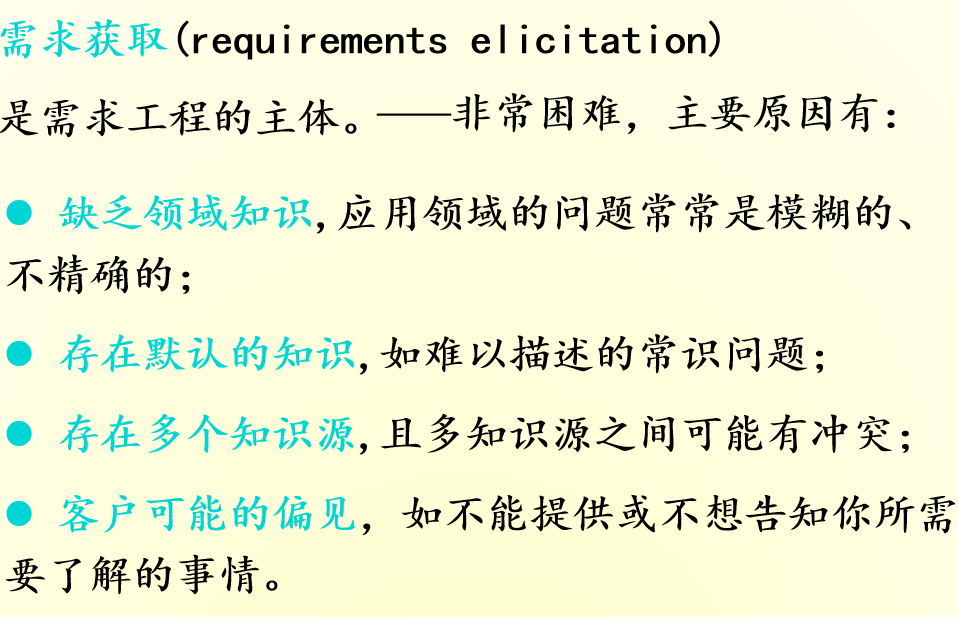 需求获取(requirements elicitation)
是需求工程的主体。——非常困难，主要原因有：
● 缺乏领域知识,应用领域的问题常常是模糊的、
不精确的；
● 存在默认的知识,如难以描述的常识问题；
● 存在多个知识源,且多知识源之间可能有冲突；
● 客户可能的偏见，如不能提供或不想告知你所需
要了解的事情。